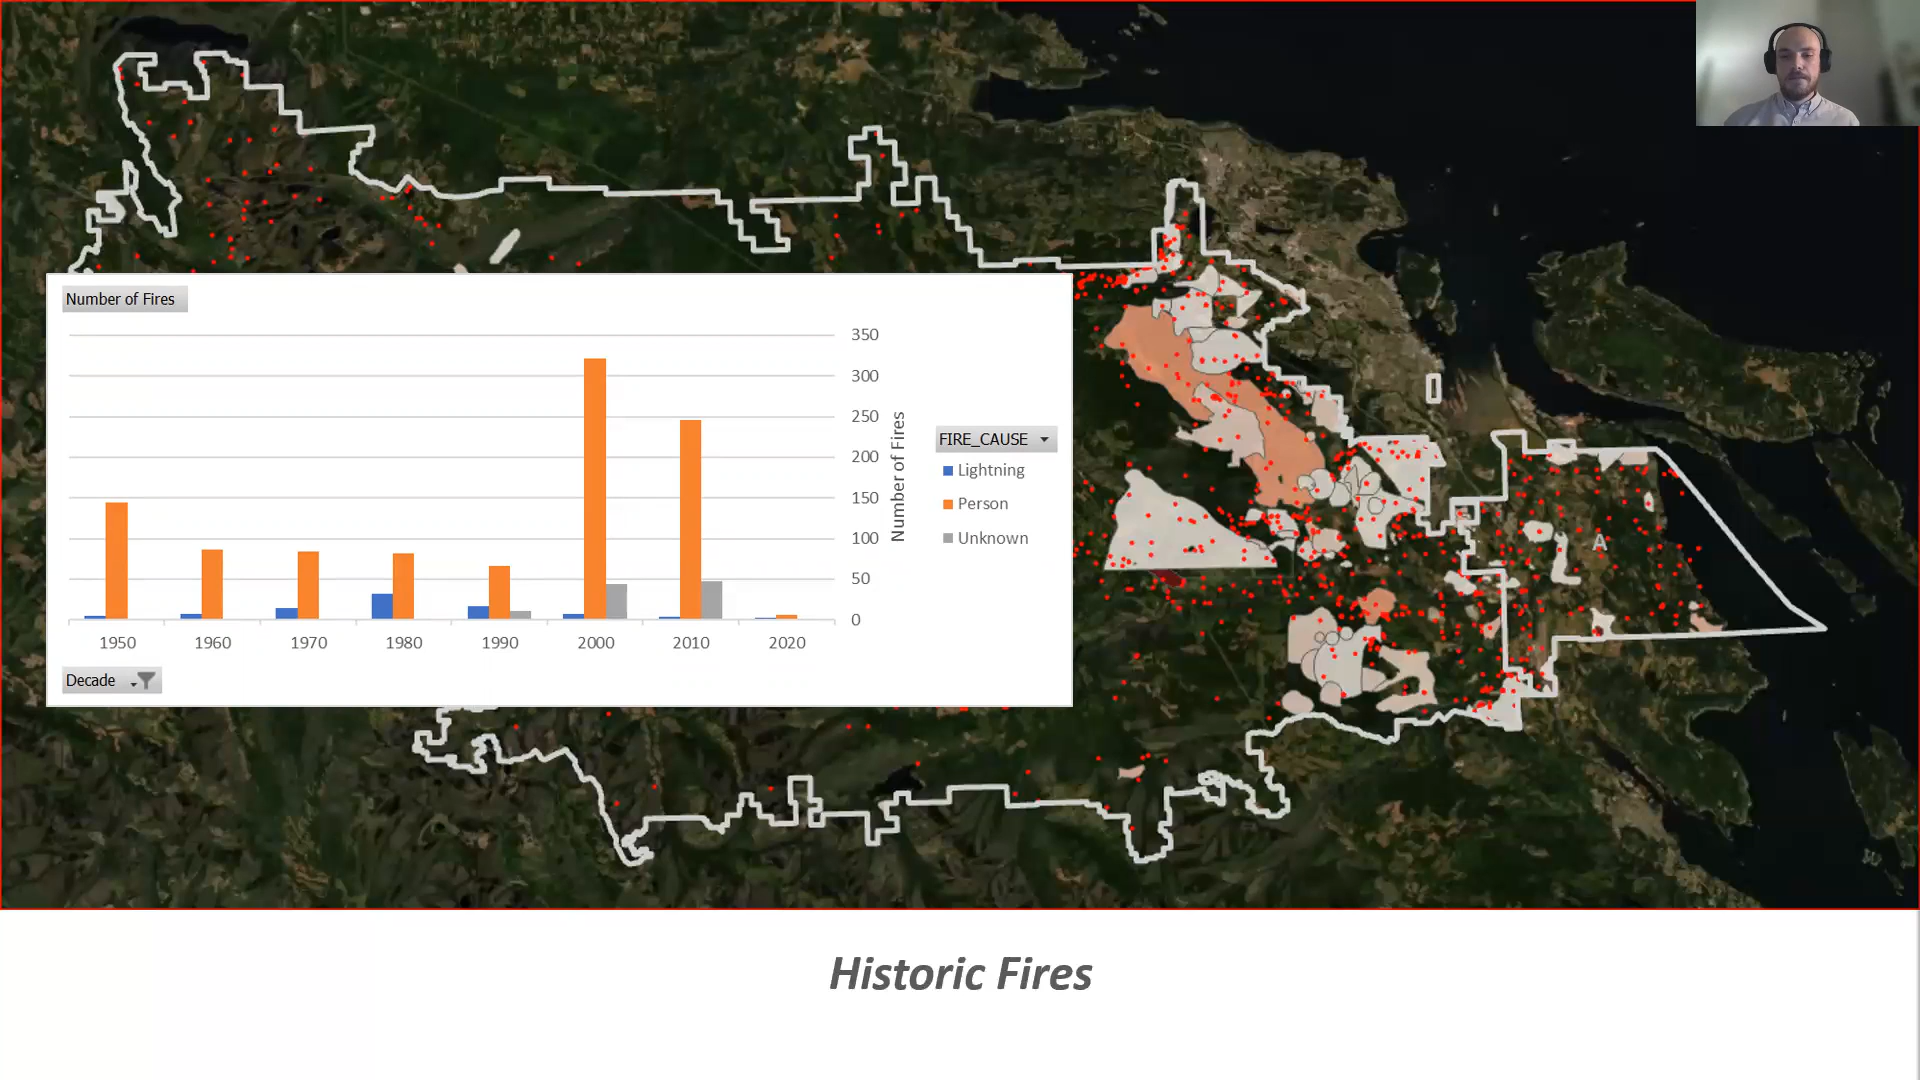 Number of Fires
350
300
250
200
150
100
50
0
Number of Fires
FIRE_CAUSE
Lightning
Person
Unknown
1950 1960 1970 1980 1990 2000 2010 2020
Decade
A
Historic Fires